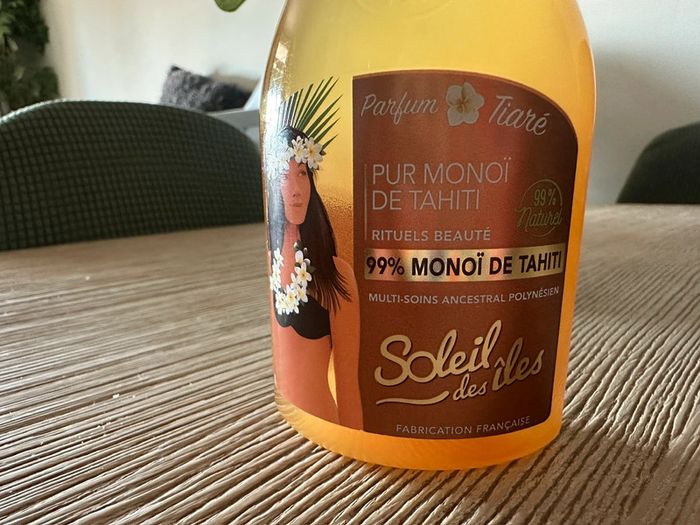 Parfum Tiaré
PUR MONOÏ
DE TAHITI
99%
Naturel
RITUELS BEAUTÉ
99% MONOÏ DE TAHITI
MULTI-SOINS ANCESTRAL POLYNÉSIEN
Soleil
des îles
FABRICATION FRANÇAISE